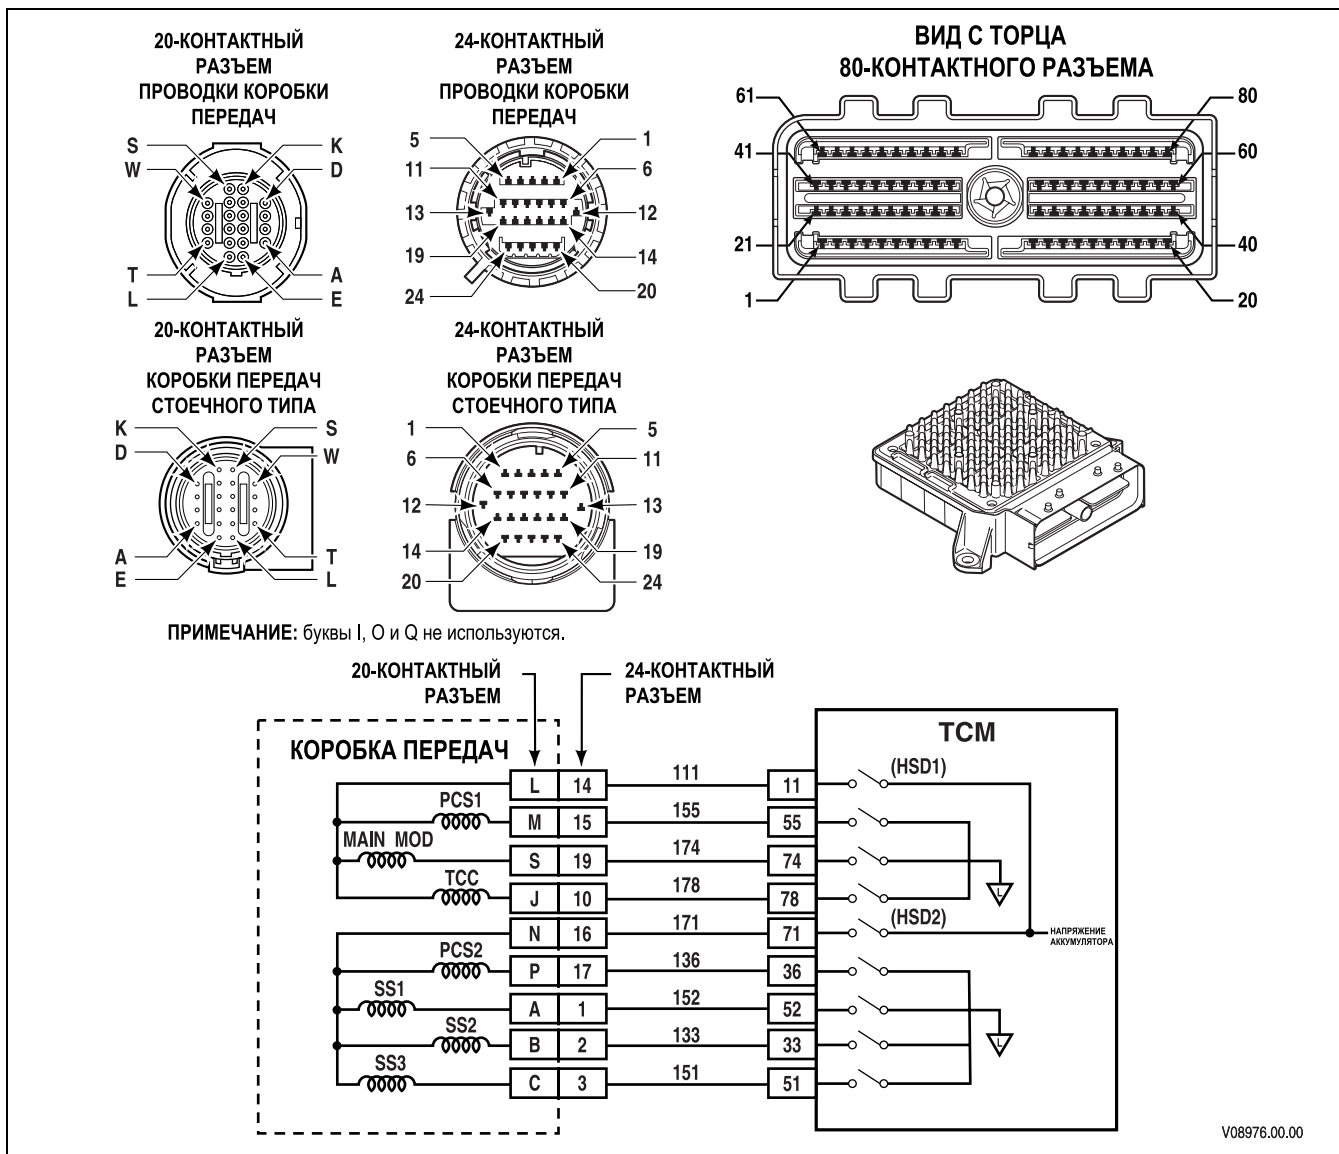 20-КОНТАКТНЫЙ
РАЗЪЕМ
ПРОВОДКИ КОРОБКИ
ПЕРЕДАЧ
S
K
W
D
T
A
L
E
24-КОНТАКТНЫЙ
РАЗЪЕМ
ПРОВОДКИ КОРОБКИ
ПЕРЕДАЧ
5
1
11
6
13
12
19
14
24
20
ВИД С ТОРЦА
80-КОНТАКТНОГО РАЗЪЕМА
61
80
41
60
21
40
1
20
20-КОНТАКТНЫЙ
РАЗЪЕМ
КОРОБКИ ПЕРЕДАЧ
СТОЕЧНОГО ТИПА
K
S
D
W
A
T
E
L
24-КОНТАКТНЫЙ
РАЗЪЕМ
КОРОБКИ ПЕРЕДАЧ
СТОЕЧНОГО ТИПА
1
5
6
11
12
13
14
19
20
24
ПРИМЕЧАНИЕ: буквы I, O и Q не используются.
20-КОНТАКТНЫЙ
РАЗЪЕМ
24-КОНТАКТНЫЙ
РАЗЪЕМ
КОРОБКА ПЕРЕДАЧ
TCM
L 14 111 11 (HSD1)
PCS1 M 15 155 55
MAIN MOD S 19 174 74
L
TCC J 10 178 78
N 16 171 71 (HSD2)
НАПРЯЖЕНИЕ
АККУМУЛЯТОРА
PCS2 P 17 136 36
SS1 A 1 152 52
L
SS2 B 2 133 33
SS3 C 3 151 51
V08976.00.00